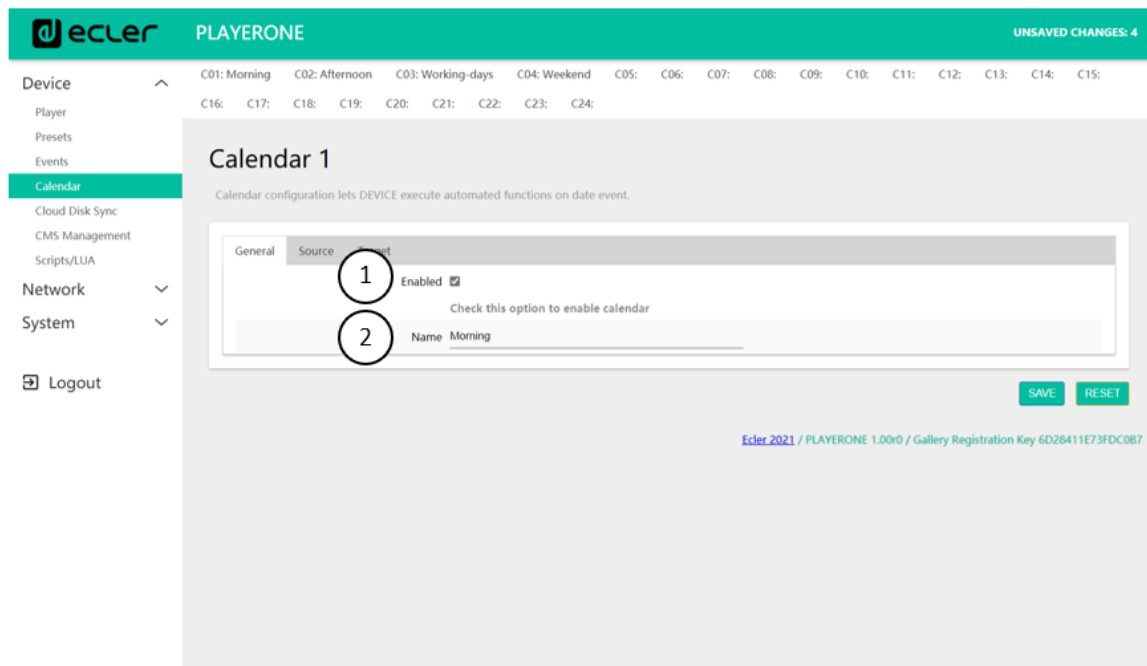 ecler PLAYERONE UNSAVED CHANGES: 4
Device
Player
Presets
Events
Calendar
Cloud Disk Sync
CMS Management
Scripts/LUA
Network
System
Logout
C01: Morning C02: Afternoon C03: Working-days C04: Weekend C05: C06: C07: C08: C09: C10: C11: C12: C13: C14: C15:
C16: C17: C18: C19: C20: C21: C22: C23: C24:
Calendar 1
Calendar configuration lets DEVICE execute automated functions on date event.
General Source Target
1 Enabled
Check this option to enable calendar
2 Name Morning
SAVE RESET
Ecler 2021 / PLAYERONE 1.00r0 / Gallery Registration Key 6D28411E73FDC0B7